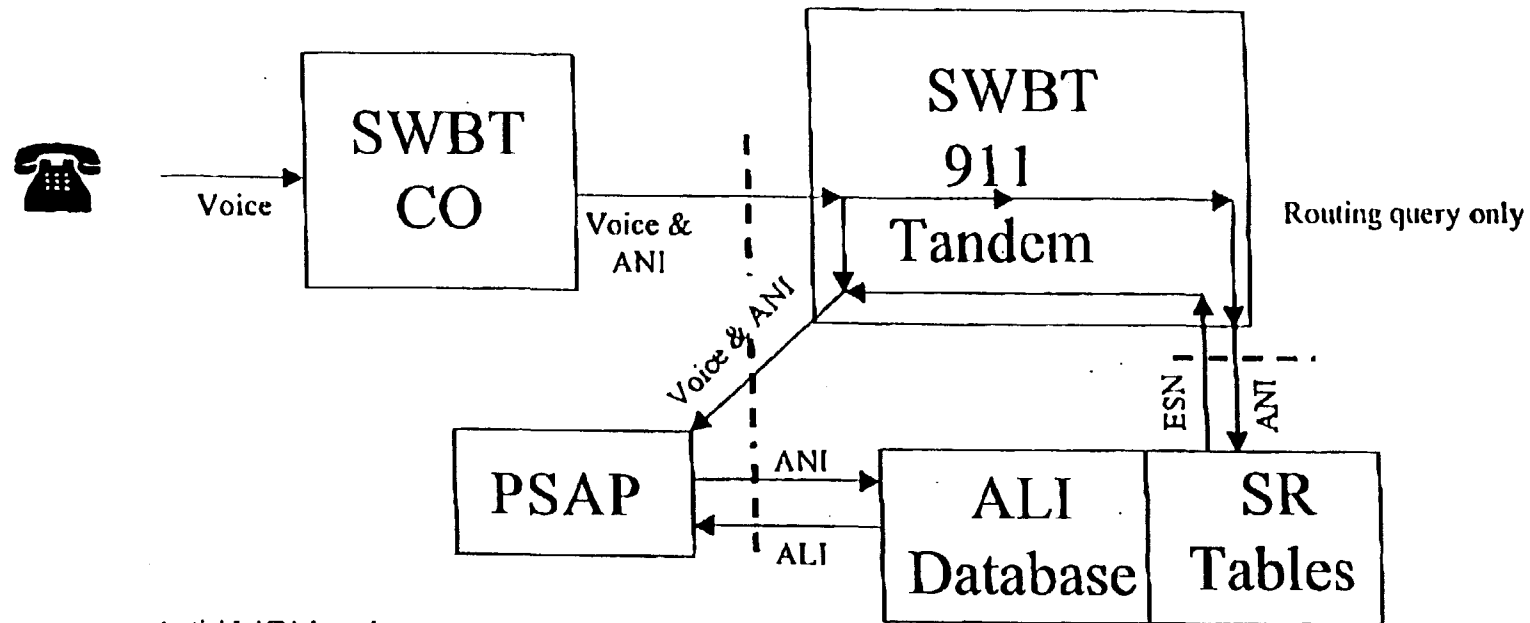 SWBT
CO
SWBT
911
Tandem
Voice
Voice &
ANI
Routing query only
Voice & ANI
ESN
ANI
PSAP
ANI
ALI
ALI
Database
SR
Tables